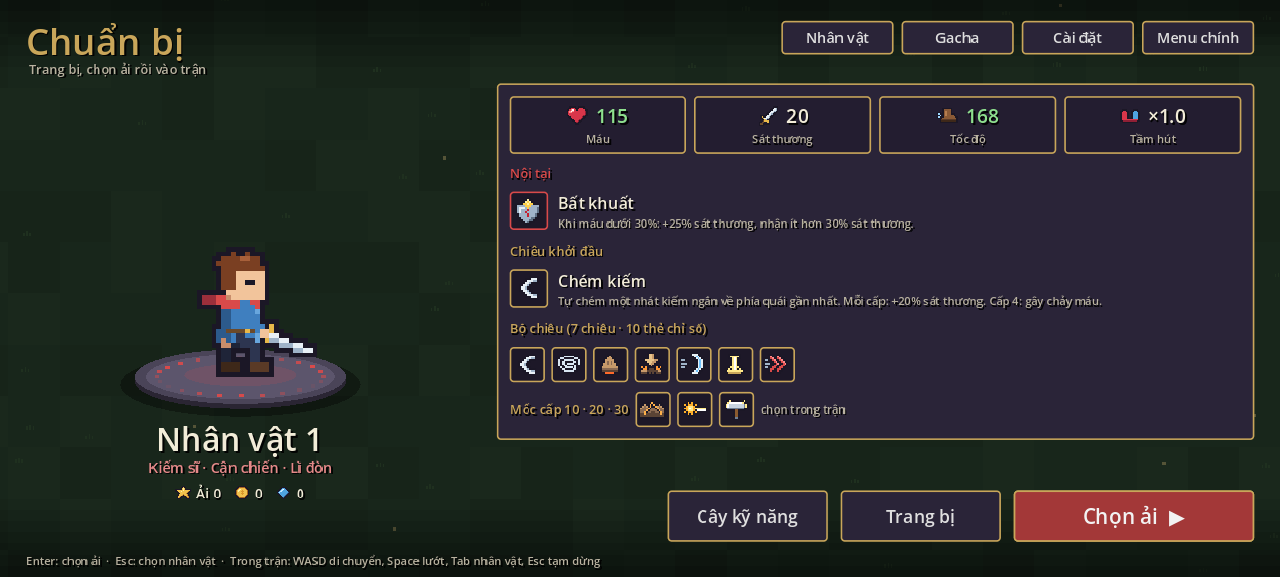 Chuẩn bị
Trang bị, chọn ải rồi vào trận
Nhân vật
Gacha
Cài đặt
Menu chính
115
Máu
20
Sát thương
168
Tốc độ
×1.0
Tầm hút
Nội tại
Bất khuất
Khi máu dưới 30%: +25% sát thương, nhận ít hơn 30% sát thương.
Chiêu khởi đầu
Chém kiếm
Tự chém một nhát kiếm ngắn về phía quái gần nhất. Mỗi cấp: +20% sát thương. Cấp 4: gây chảy máu.
Bộ chiêu (7 chiêu · 10 thẻ chỉ số)
Mốc cấp 10 · 20 · 30
chọn trong trận
Nhân vật 1
Kiếm sĩ · Cận chiến · Lì đòn
Ải 0 0 0
Cây kỹ năng
Trang bị
Chọn ải ▶
Enter: chọn ải · Esc: chọn nhân vật · Trong trận: WASD di chuyển, Space lướt, Tab nhân vật, Esc tạm dừng